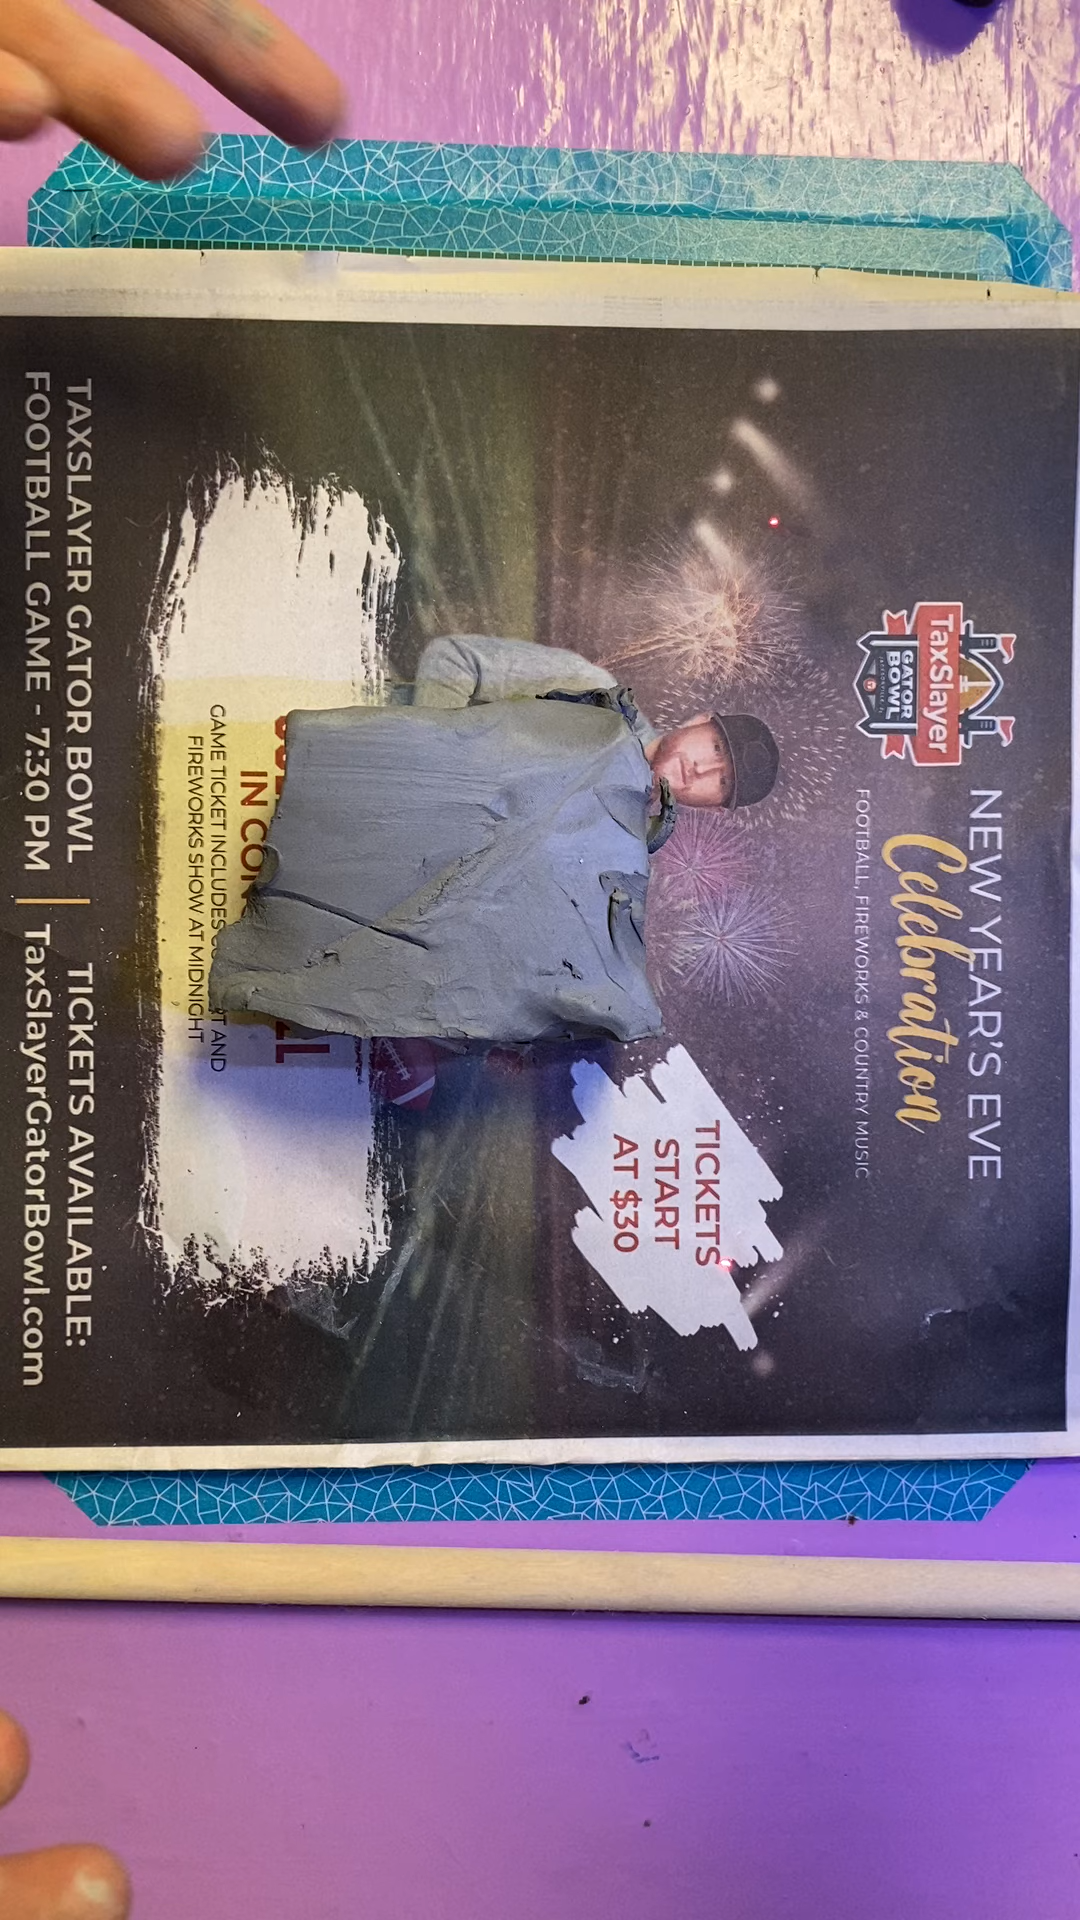 TaxSlayer
GATOR
BOWL
NEW YEAR'S EVE
Celebration
FOOTBALL, FIREWORKS & COUNTRY MUSIC
TICKETS
START
AT $30
IN
GAME TICKET INCLUDES AND
FIREWORKS SHOW AT MIDNIGHT
TAXSLAYER GATOR BOWL | TICKETS AVAILABLE:
FOOTBALL GAME - 7:30 PM | TaxSlayerGatorBowl.com